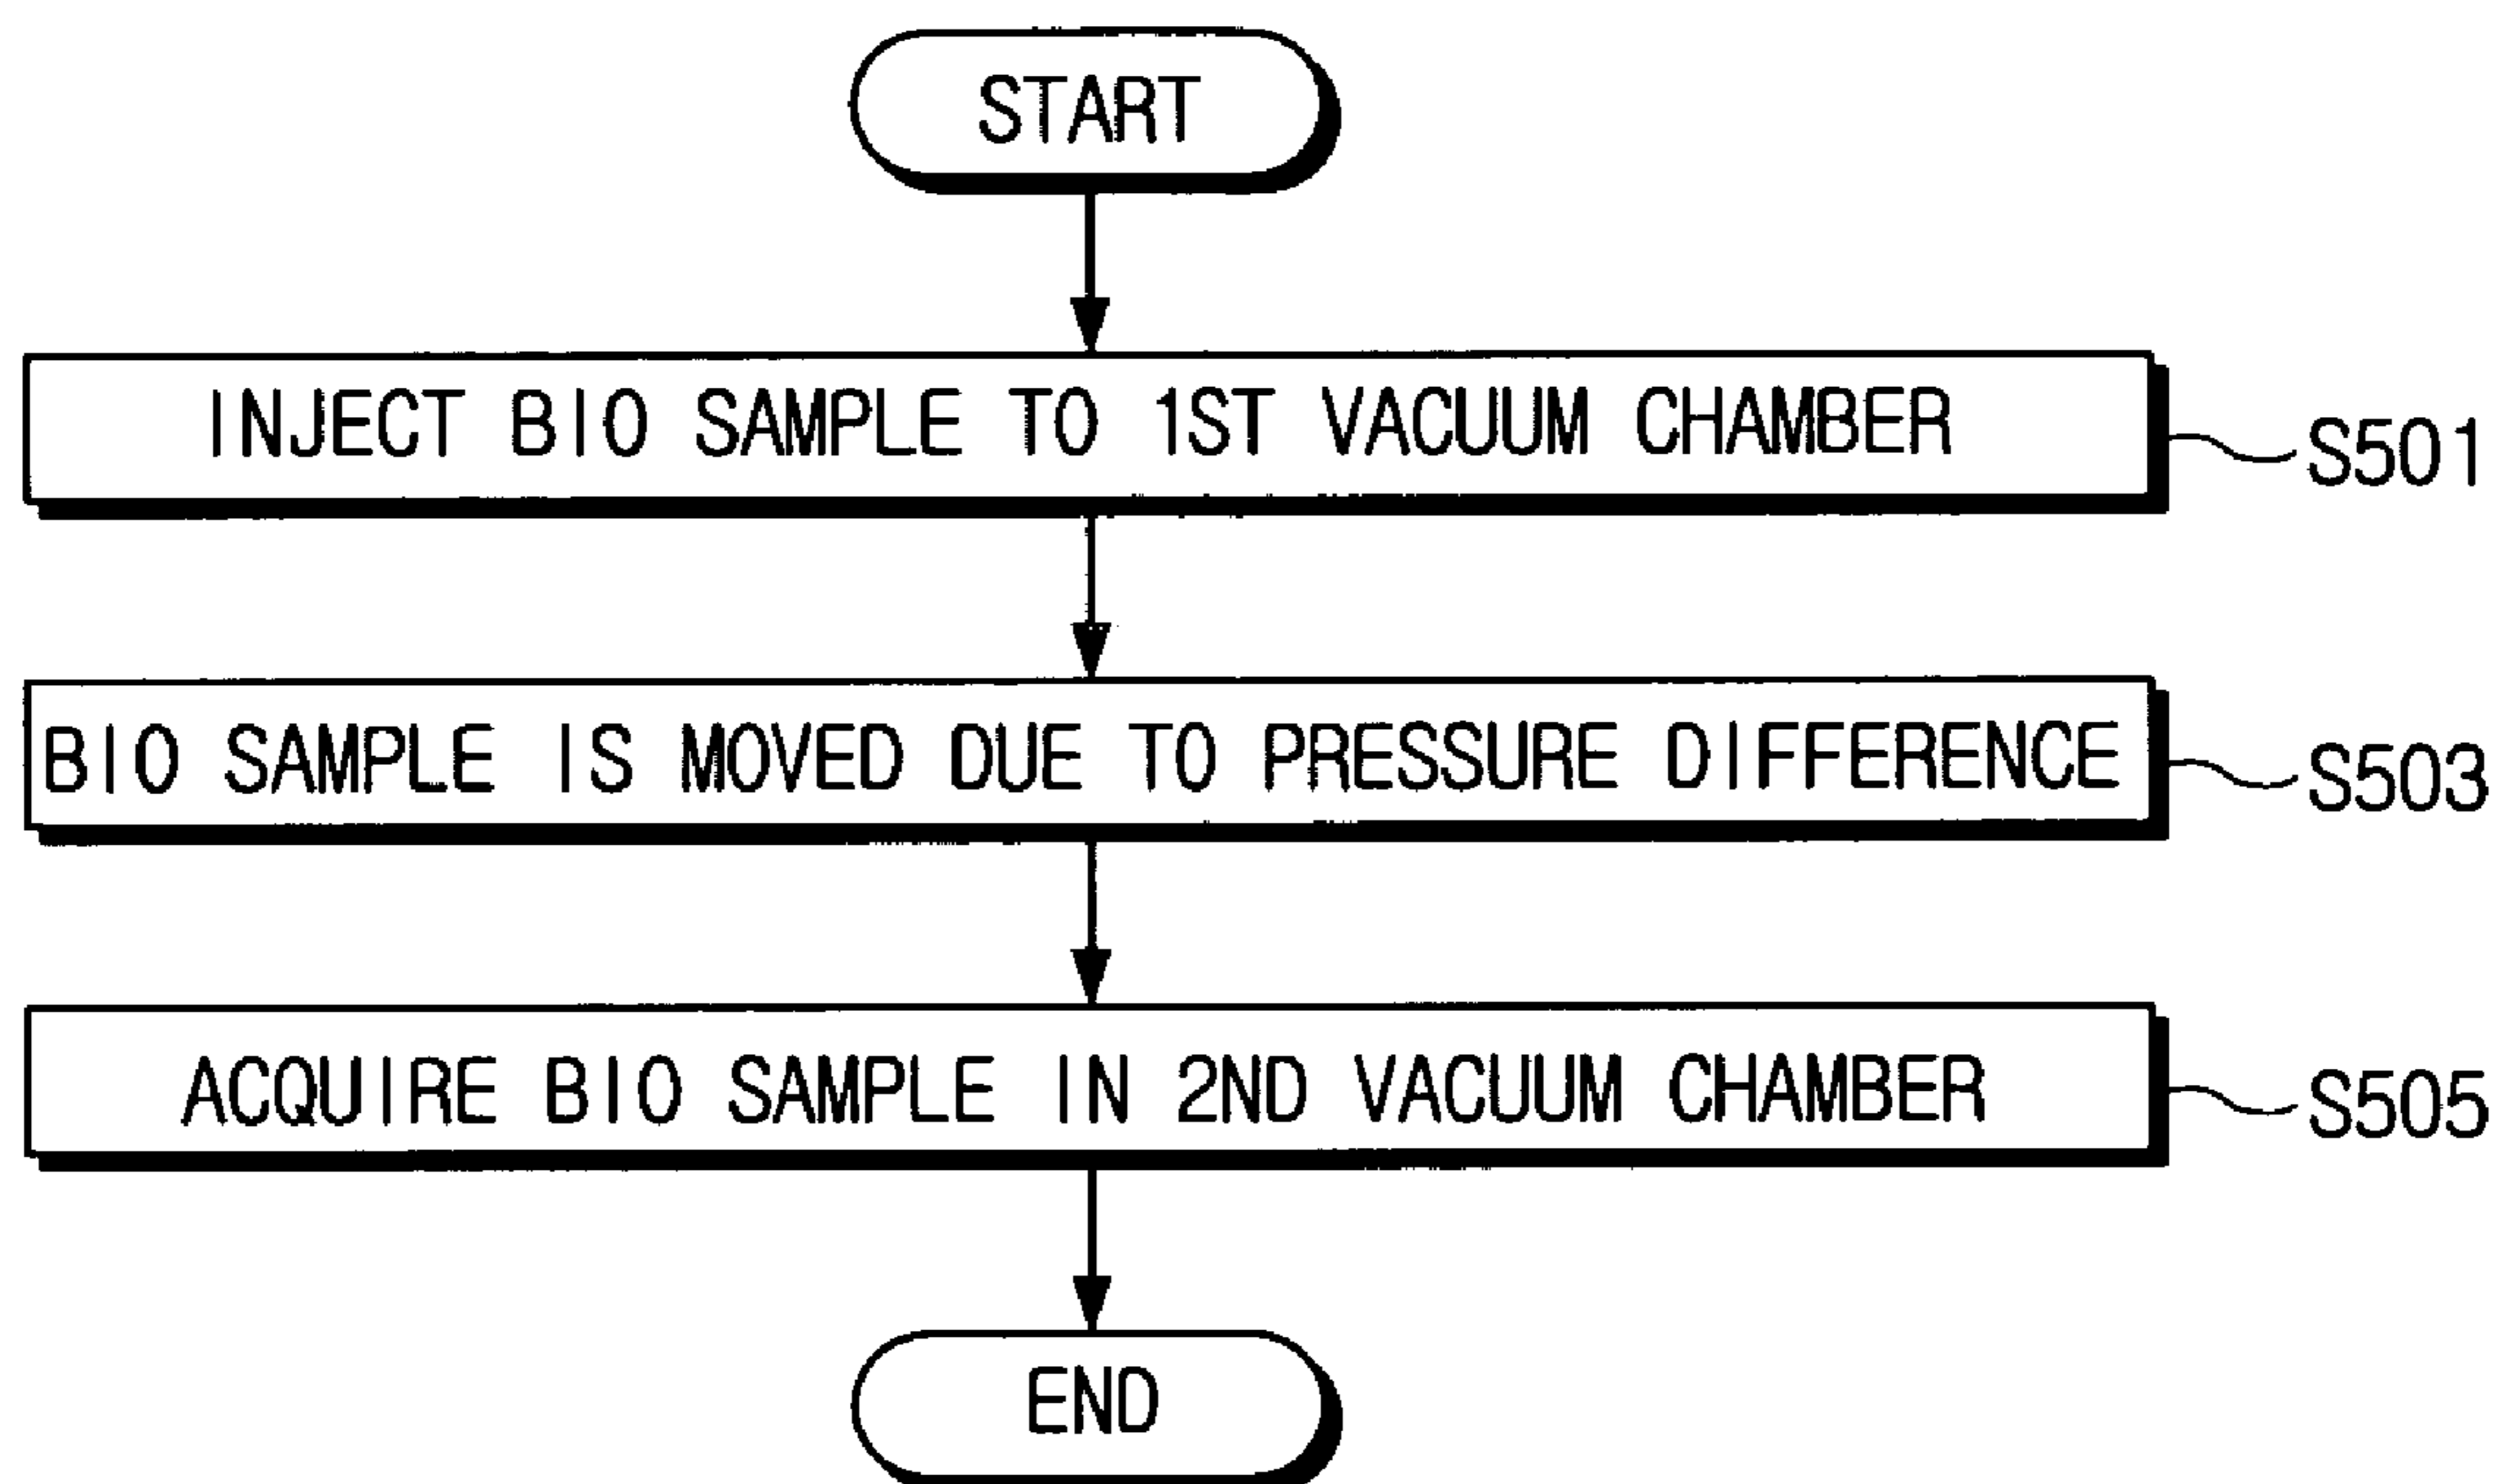 START
INJECT BIO SAMPLE TO 1ST VACUUM CHAMBER
S501
BIO SAMPLE IS MOVED DUE TO PRESSURE DIFFERENCE
S503
ACQUIRE BIO SAMPLE IN 2ND VACUUM CHAMBER
S505
END